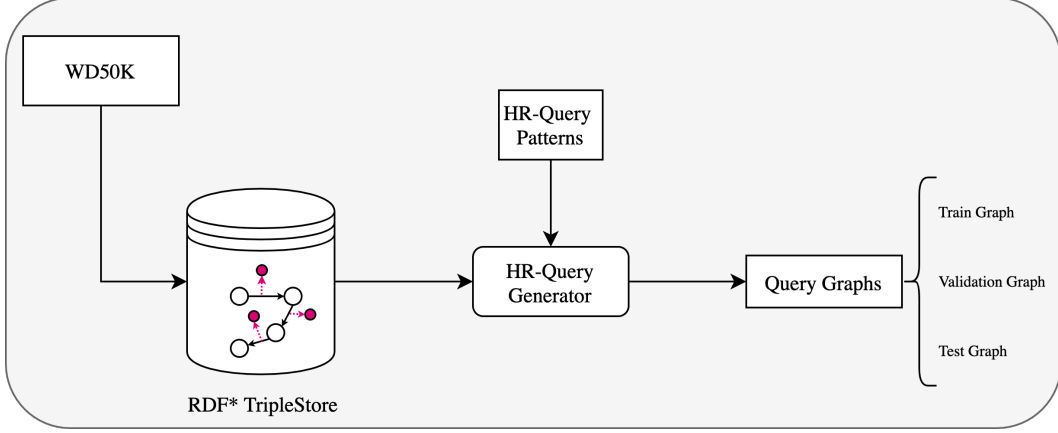 WD50K
HR-Query
Patterns
HR-Query
Generator
Query Graphs
Train Graph
Validation Graph
Test Graph
RDF* TripleStore